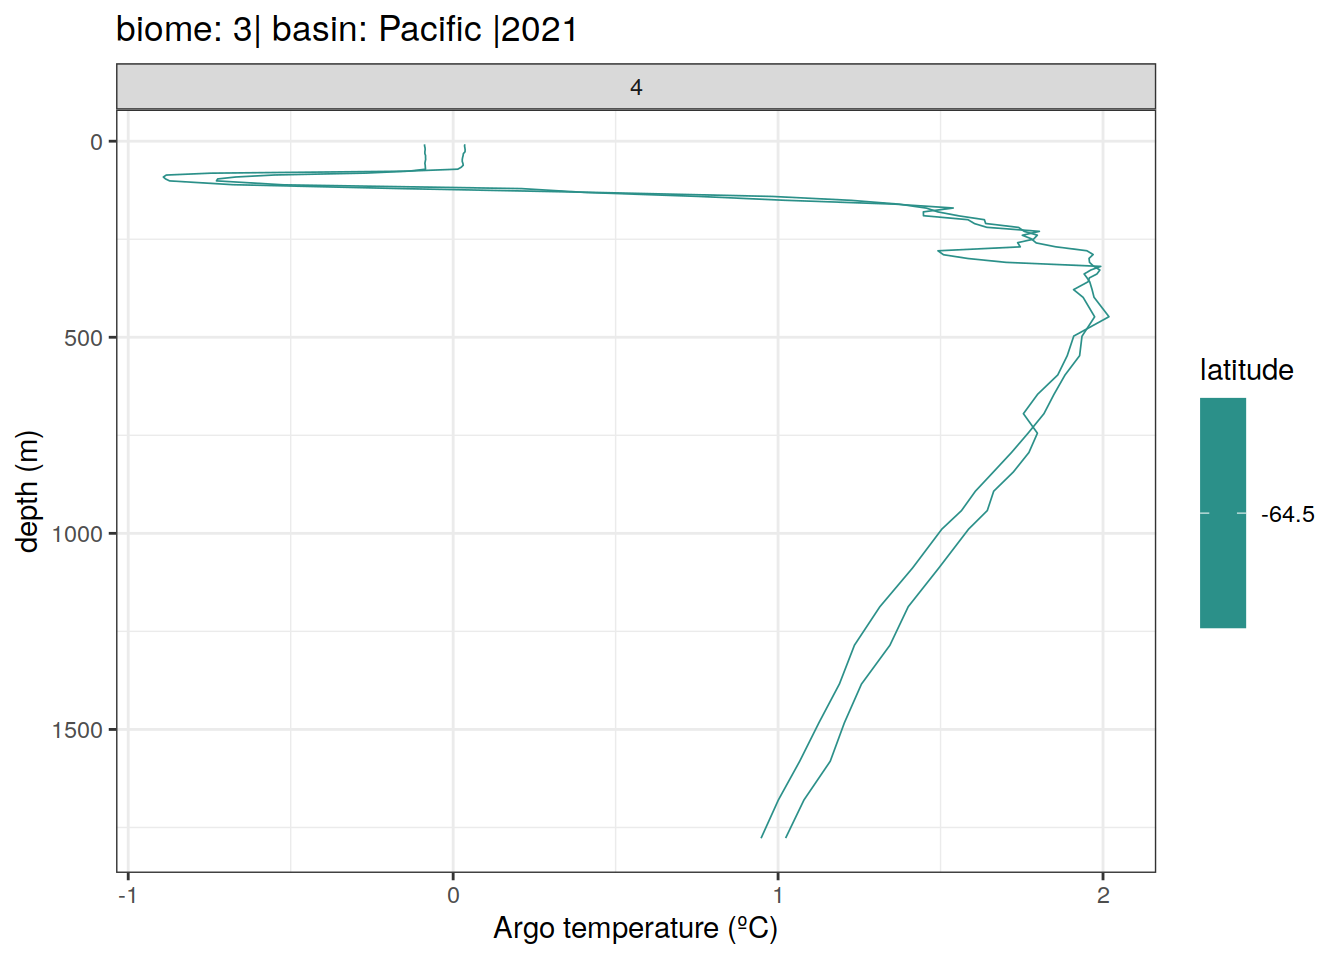 biome: 3| basin: Pacific |2021
4
0
500
1000
1500
depth (m)
-1 0 1 2
Argo temperature (ºC)
latitude
-64.5